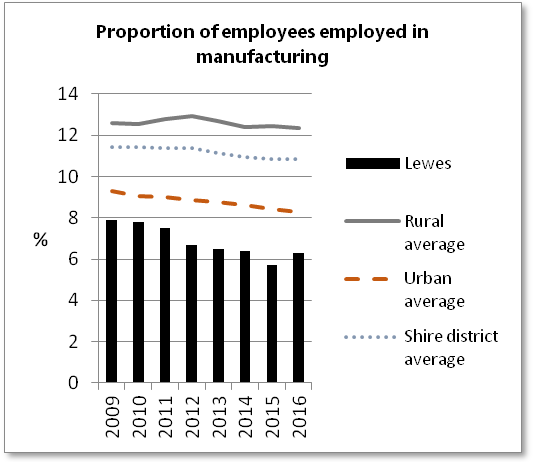 Proportion of employees employed in
manufacturing
14
12
10
8
6
4
2
0
%
2009
2010
2011
2012
2013
2014
2015
2016
Lewes
Rural
average
Urban
average
Shire district
average